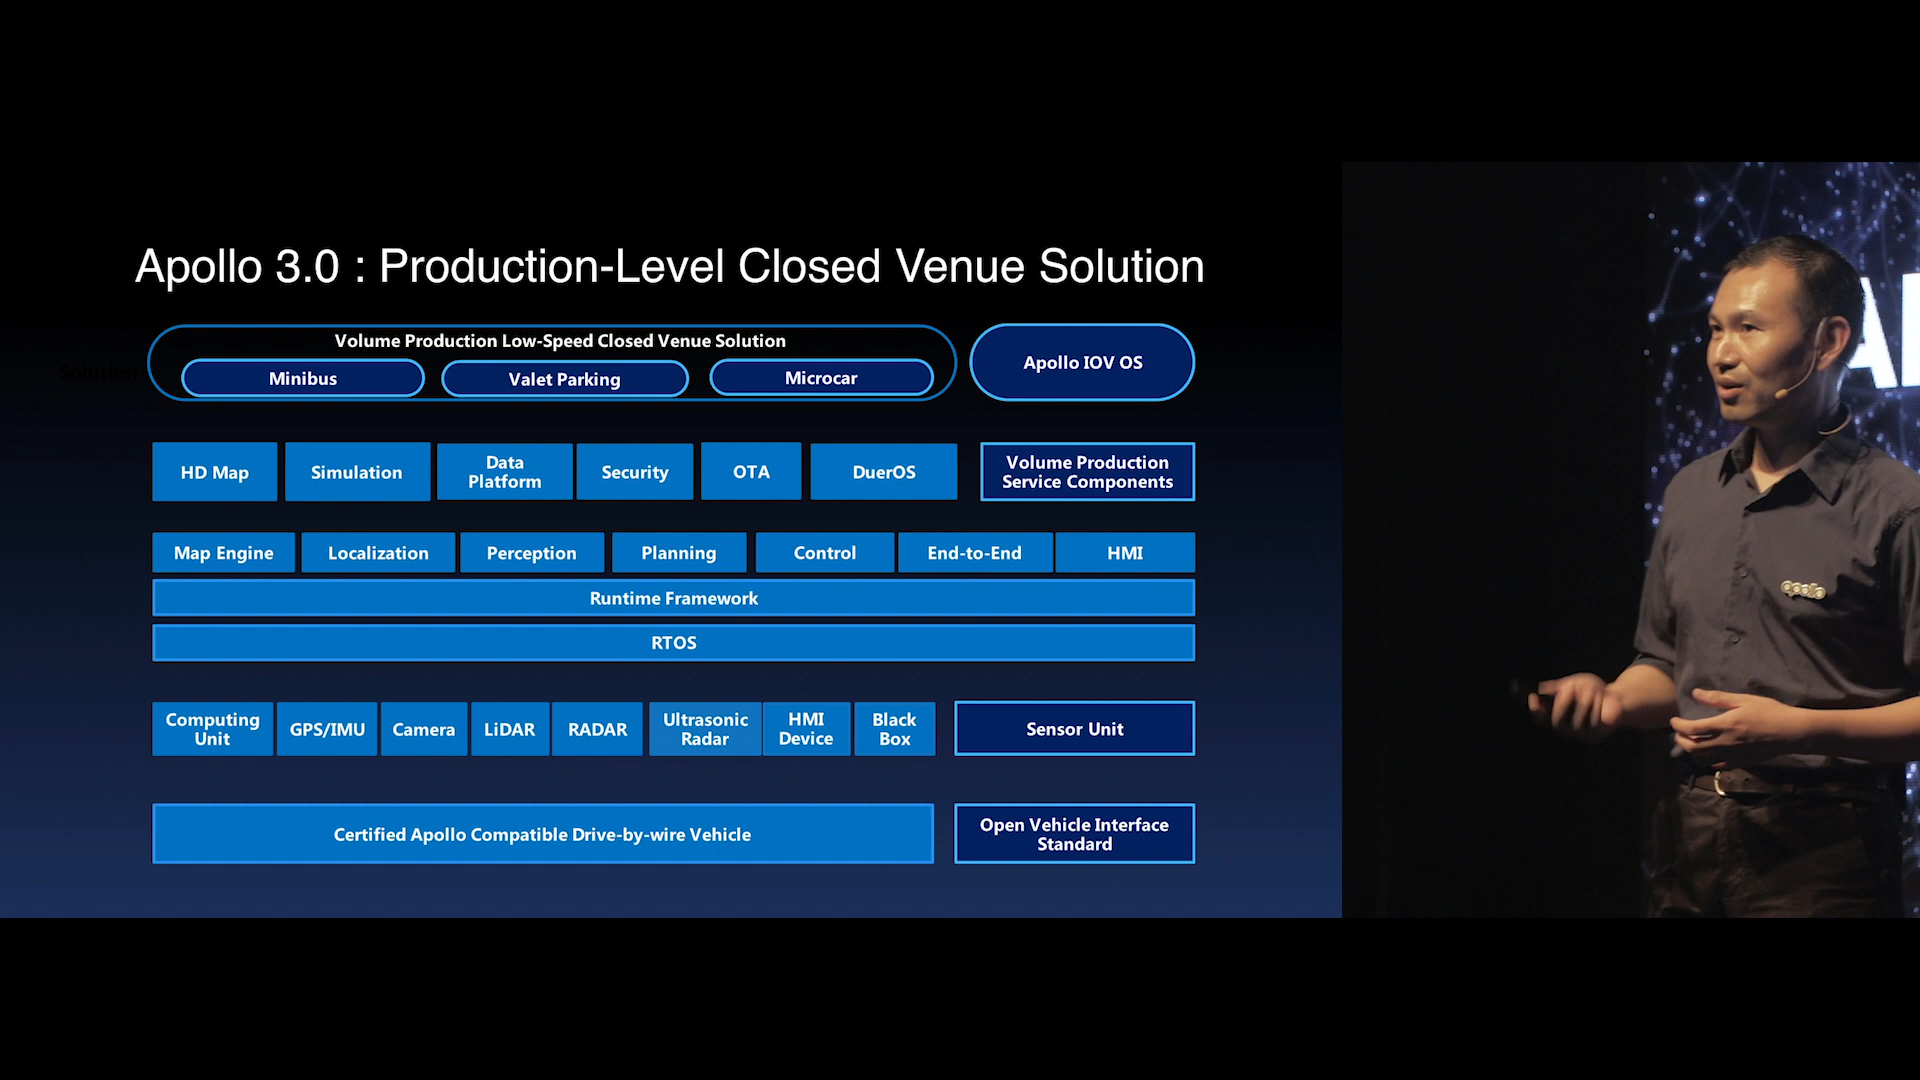 Apollo 3.0 : Production-Level Closed Venue Solution
Volume Production Low-Speed Closed Venue Solution
Minibus
Valet Parking
Microcar
Apollo IOV OS
Solution
HD Map
Simulation
Data
Platform
Security
OTA
DuerOS
Volume Production
Service Components
Map Engine
Localization
Perception
Planning
Control
End-to-End
HMI
Runtime Framework
RTOS
Computing
Unit
GPS/IMU
Camera
LiDAR
RADAR
Ultrasonic
Radar
HMI
Device
Black
Box
Sensor Unit
Certified Apollo Compatible Drive-by-wire Vehicle
Open Vehicle Interface
Standard